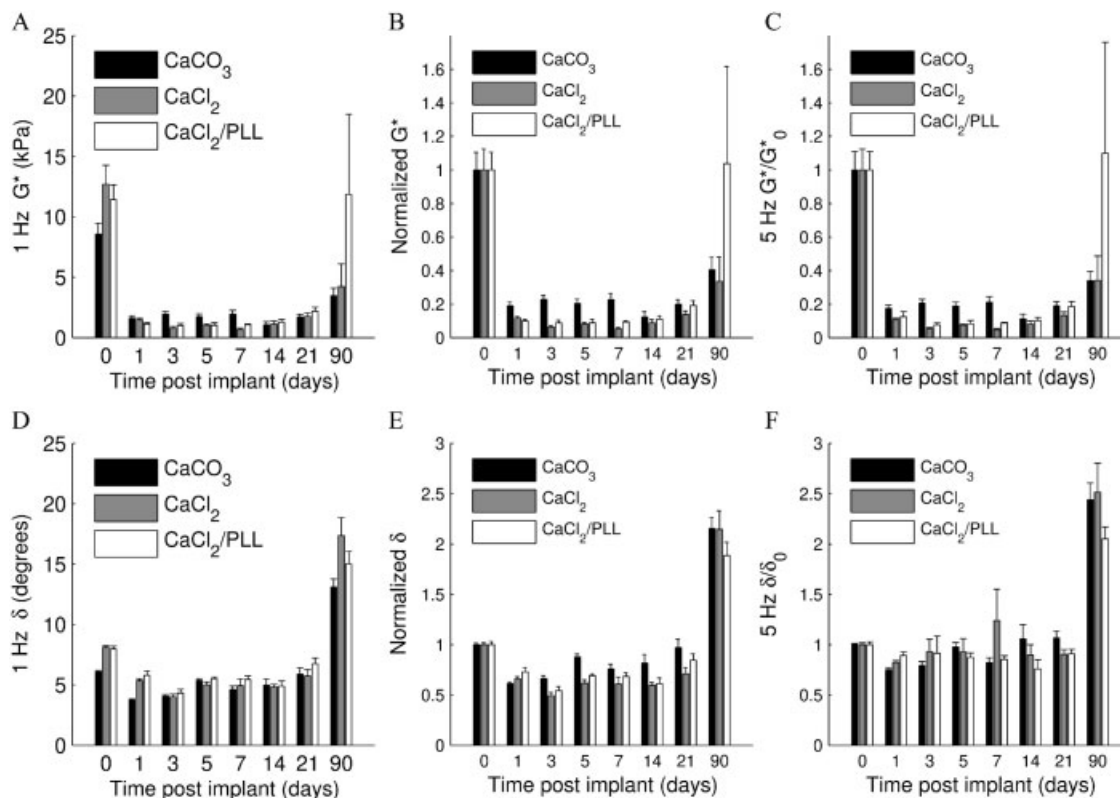 A
1 Hz G* (kPa)
25
20
15
10
5
0
CaCO3
CaCl2
CaCl2/PLL
0 1 3 5 7 14 21 90
Time post implant (days)
B
Normalized G*
1.6
1.4
1.2
1
0.8
0.6
0.4
0.2
0
CaCO3
CaCl2
CaCl2/PLL
0 1 3 5 7 14 21 90
Time post implant (days)
C
5 Hz G*/G*0
1.6
1.4
1.2
1
0.8
0.6
0.4
0.2
0
CaCO3
CaCl2
CaCl2/PLL
0 1 3 5 7 14 21 90
Time post implant (days)
D
1 Hz δ (degrees)
25
20
15
10
5
0
CaCO3
CaCl2
CaCl2/PLL
0 1 3 5 7 14 21 90
Time post implant (days)
E
Normalized δ
3
2.5
2
1.5
1
0.5
0
CaCO3
CaCl2
CaCl2/PLL
0 1 3 5 7 14 21 90
Time post implant (days)
F
5 Hz δ/δ0
3
2.5
2
1.5
1
0.5
0
CaCO3
CaCl2
CaCl2/PLL
0 1 3 5 7 14 21 90
Time post implant (days)